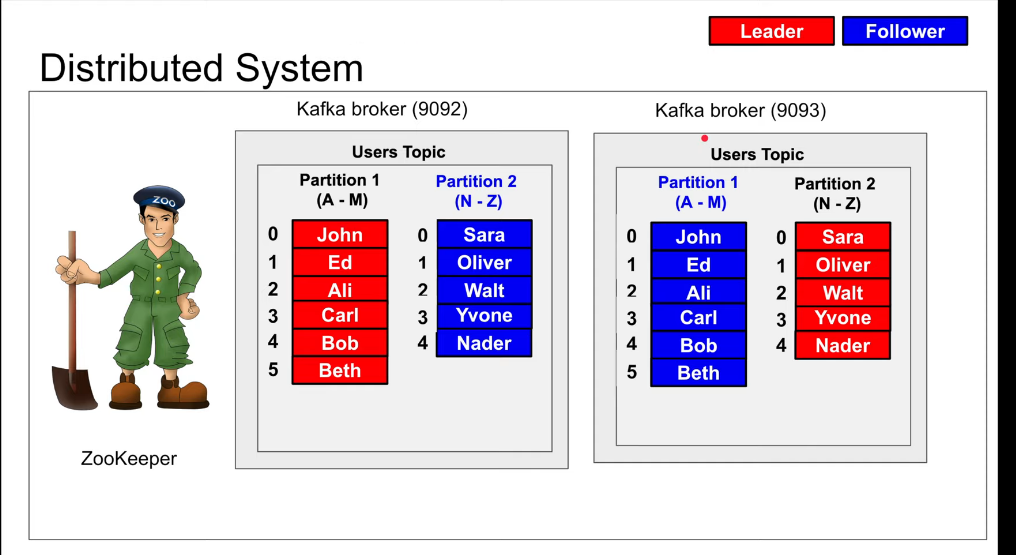 Leader
Follower
Distributed System
Kafka broker (9092)
Users Topic
Partition 1
(A - M)
0 John
1 Ed
2 Ali
3 Carl
4 Bob
5 Beth
Partition 2
(N - Z)
0 Sara
1 Oliver
2 Walt
3 Yvone
4 Nader
Kafka broker (9093)
Users Topic
Partition 1
(A - M)
0 John
1 Ed
2 Ali
3 Carl
4 Bob
5 Beth
Partition 2
(N - Z)
0 Sara
1 Oliver
2 Walt
3 Yvone
4 Nader
ZOO
ZooKeeper